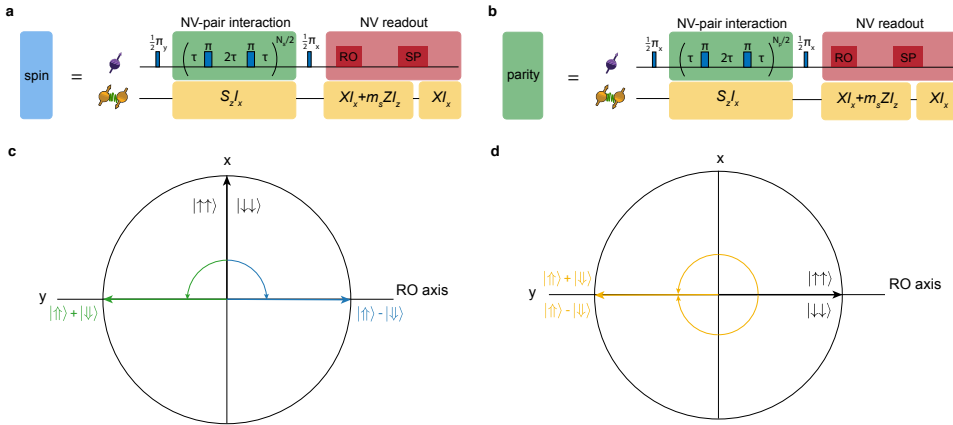 a
NV-pair interaction NV readout
spin = ½π_y ( τ π 2τ π τ )^{N_s/2} ½π_x RO SP
S_zI_x XI_x+m_sZI_z XI_x
b
NV-pair interaction NV readout
parity = ½π_x ( τ π 2τ π τ )^{N_p/2} ½π_x RO SP
S_zI_x XI_x+m_sZI_z XI_x
c
x
|↑↑⟩ |↓↓⟩
y RO axis
|⇑⟩+|⇓⟩ |⇑⟩-|⇓⟩
d
x
|⇑⟩+|⇓⟩ |↑↑⟩
y RO axis
|⇑⟩-|⇓⟩ |↓↓⟩